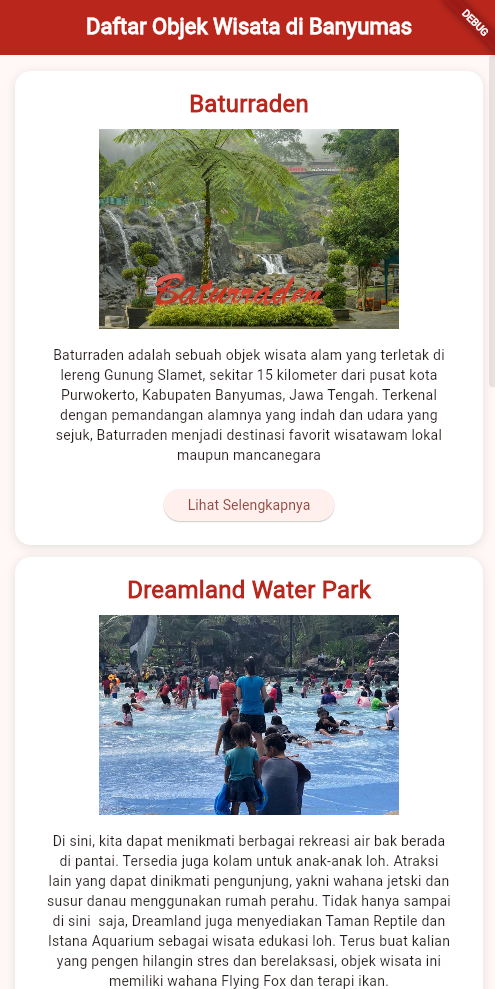 Daftar Objek Wisata di Banyumas
DEBUG
Baturraden
Baturraden
Baturraden adalah sebuah objek wisata alam yang terletak di
lereng Gunung Slamet, sekitar 15 kilometer dari pusat kota
Purwokerto, Kabupaten Banyumas, Jawa Tengah. Terkenal
dengan pemandangan alamnya yang indah dan udara yang
sejuk, Baturraden menjadi destinasi favorit wisatawam lokal
maupun mancanegara
Lihat Selengkapnya
Dreamland Water Park
Di sini, kita dapat menikmati berbagai rekreasi air bak berada
di pantai. Tersedia juga kolam untuk anak-anak loh. Atraksi
lain yang dapat dinikmati pengunjung, yakni wahana jetski dan
susur danau menggunakan rumah perahu. Tidak hanya sampai
di sini  saja, Dreamland juga menyediakan Taman Reptile dan
Istana Aquarium sebagai wisata edukasi loh. Terus buat kalian
yang pengen hilangin stres dan berelaksasi, objek wisata ini
memiliki wahana Flying Fox dan terapi ikan.